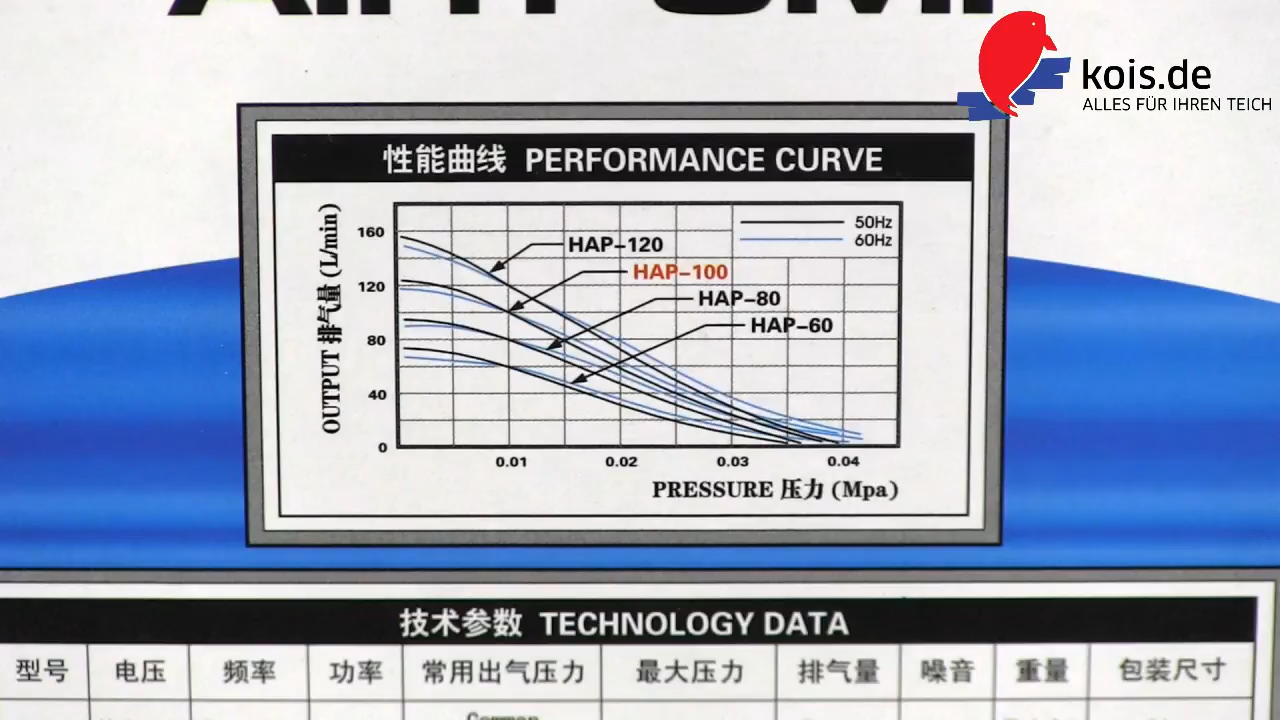 AIR PUMP
kois.de
ALLES FÜR IHREN TEICH
性能曲线 PERFORMANCE CURVE
OUTPUT 排气量 (L/min)
160
120
80
40
0
50Hz
60Hz
HAP-120
HAP-100
HAP-80
HAP-60
0.01 0.02 0.03 0.04
PRESSURE 压力 (Mpa)
技术参数 TECHNOLOGY DATA
型号 电压 频率 功率 常用出气压力 最大压力 排气量 噪音 重量 包装尺寸
Common